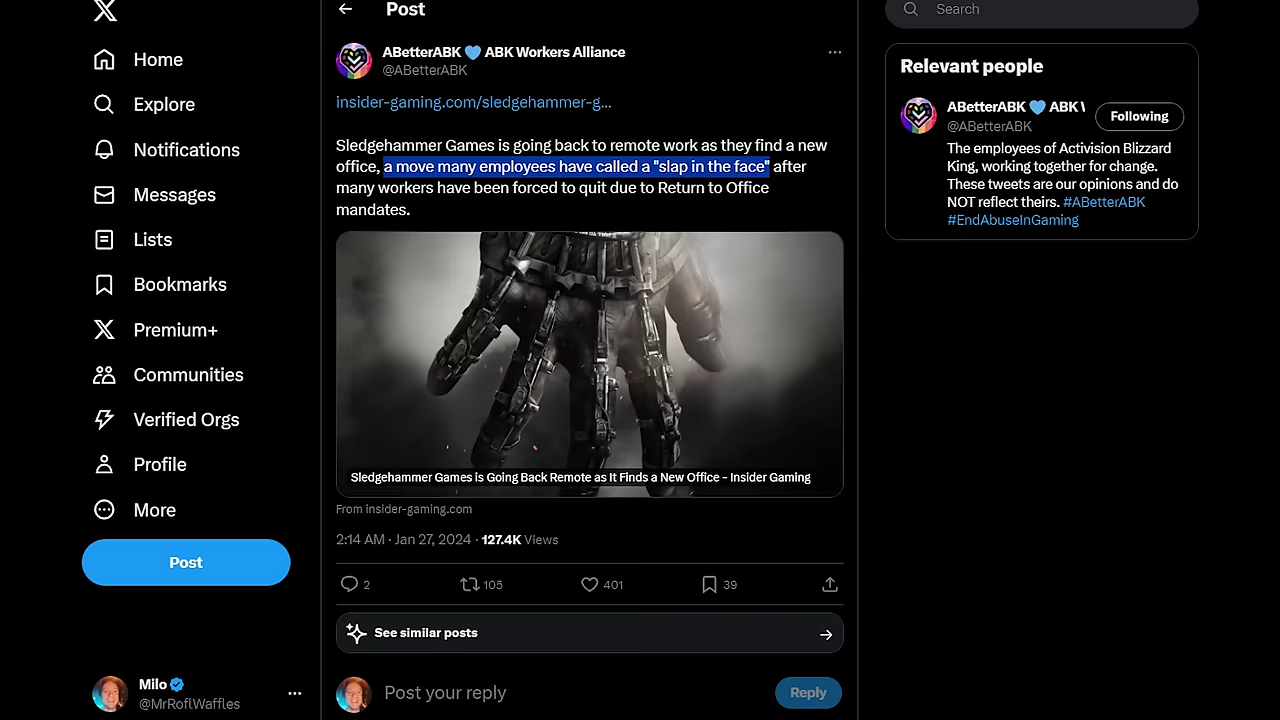 Home
Explore
Notifications
Messages
Lists
Bookmarks
Premium+
Communities
Verified Orgs
Profile
More
Post
Milo
@MrRoflWaffles
Post
ABetterABK 💙 ABK Workers Alliance
@ABetterABK
insider-gaming.com/sledgehammer-g...
Sledgehammer Games is going back to remote work as they find a new
office, a move many employees have called a "slap in the face" after
many workers have been forced to quit due to Return to Office
mandates.
Sledgehammer Games is Going Back Remote as It Finds a New Office - Insider Gaming
From insider-gaming.com
2:14 AM · Jan 27, 2024 · 127.4K Views
2 105 401 39
See similar posts
Post your reply
Reply
Search
Relevant people
ABetterABK 💙 ABK \
@ABetterABK
Following
The employees of Activision Blizzard
King, working together for change.
These tweets are our opinions and do
NOT reflect theirs. #ABetterABK
#EndAbuseInGaming